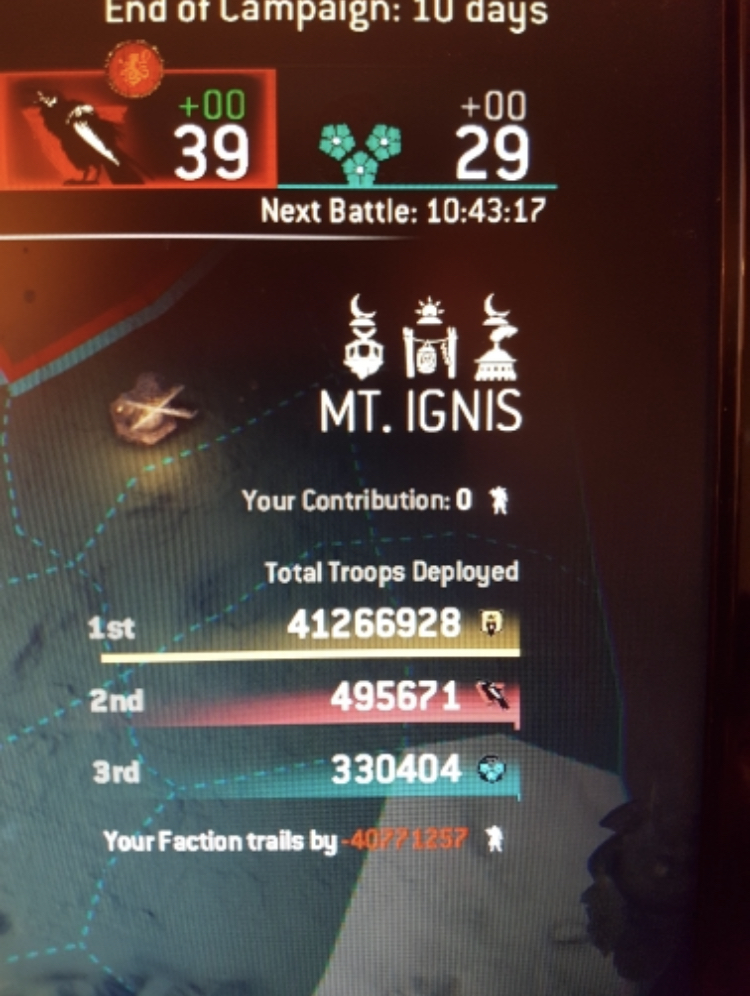 End of Campaign: 10 days
+00
39
+00
29
Next Battle: 10:43:17
MT. IGNIS
Your Contribution: 0
Total Troops Deployed
1st 41266928
2nd 495671
3rd 330404
Your Faction trails by -40771257